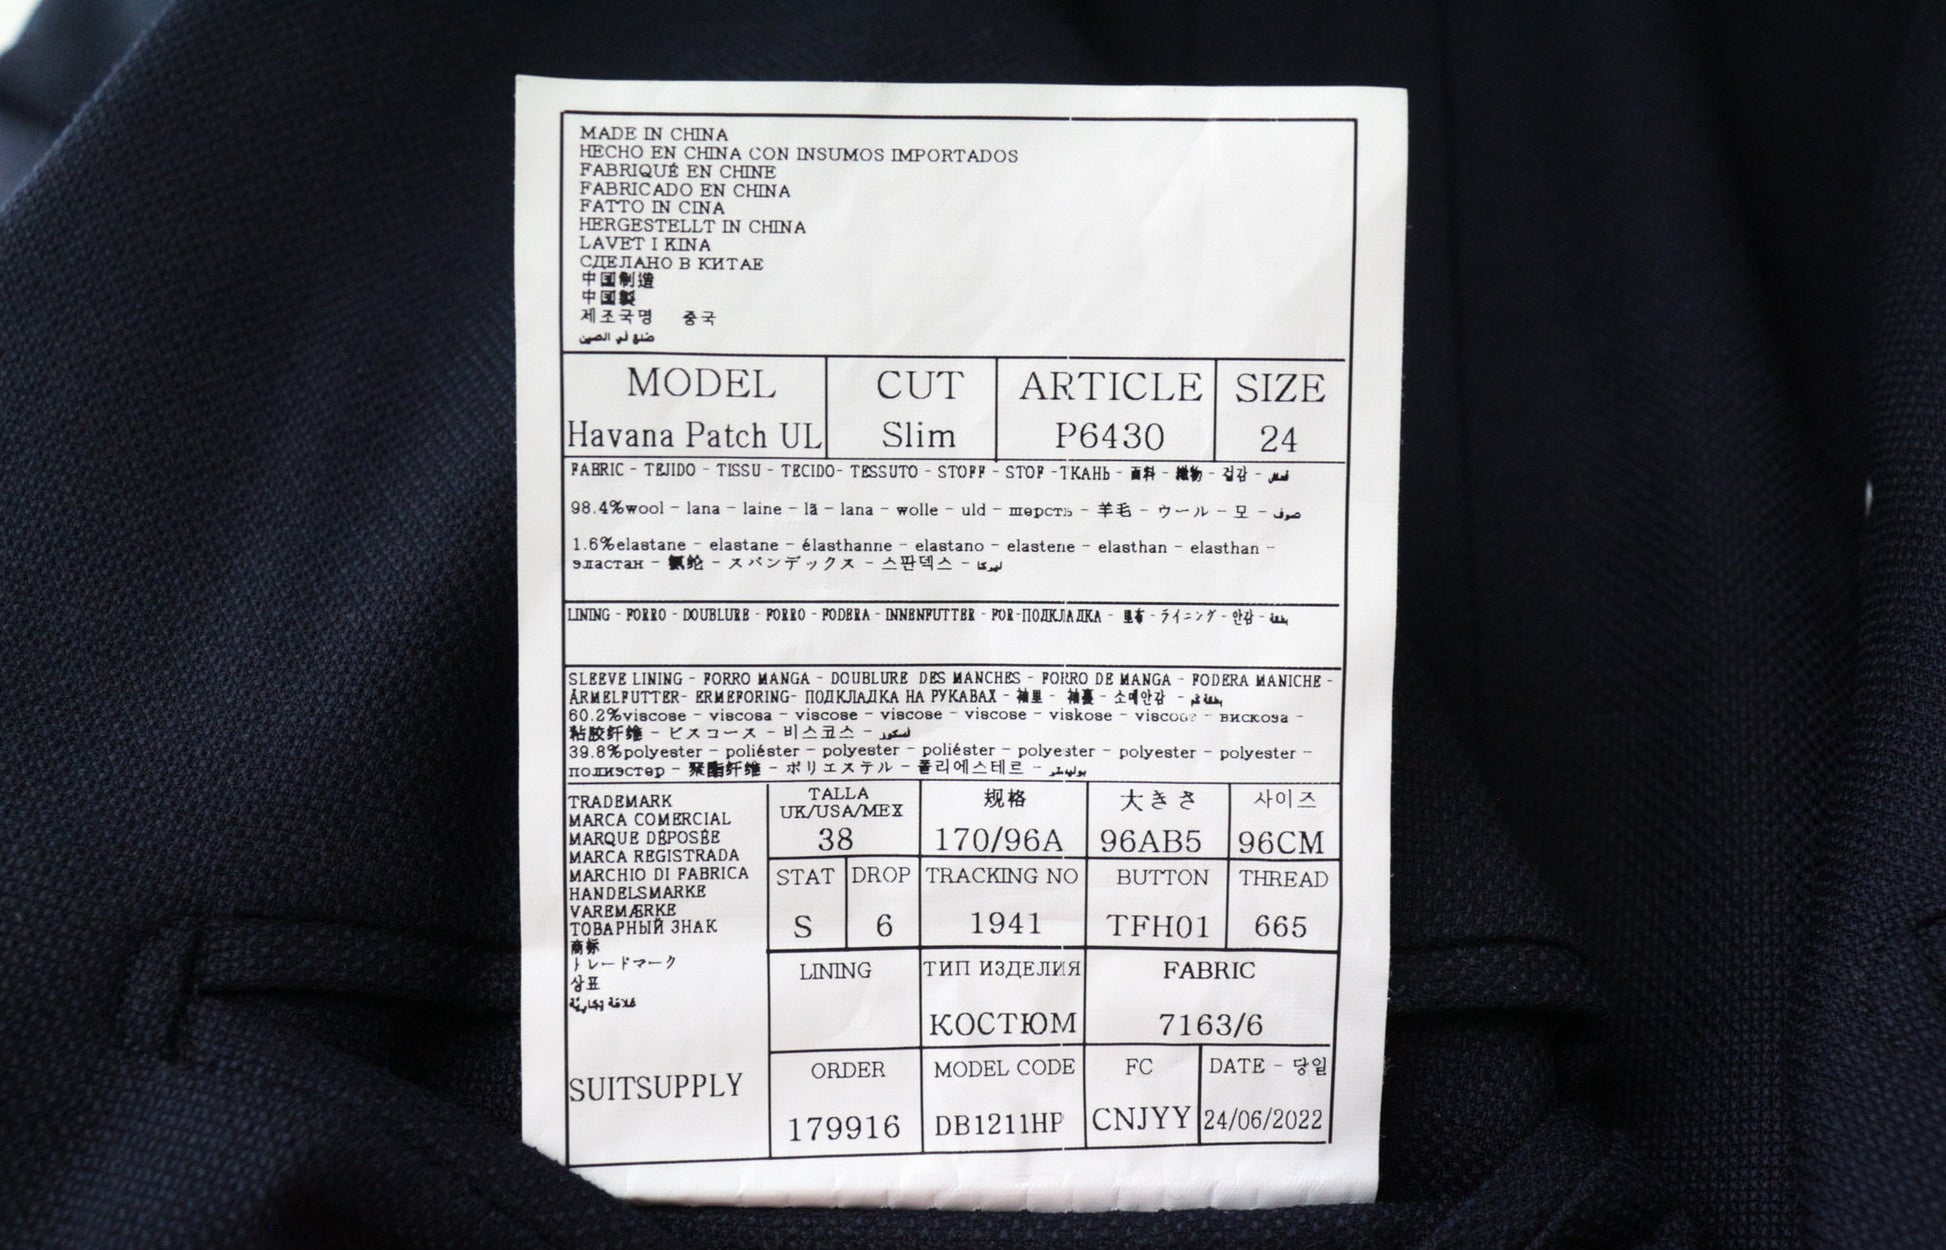 MADE IN CHINA
HECHO EN CHINA CON INSUMOS IMPORTADOS
FABRIQUÉ EN CHINE
FABRICADO EN CHINA
FATTO IN CINA
HERGESTELLT IN CHINA
LAVET I KINA
СДЕЛАНО В КИТАЕ
中国制造
中国製
제조국명 중국
صنع في الصين
MODEL CUT ARTICLE SIZE
Havana Patch UL Slim P6430 24
FABRIC - TEJIDO - TISSU - TECIDO- TESSUTO - STOFF - STOF -ТКАНЬ - 面料 - 織物 - 겉감 -
98.4%wool - lana - laine - lã - lana - wolle - uld - шерсть - 羊毛 - ウール - 모 - صوف
1.6%elastane - elastane - élasthanne - elastano - elastene - elasthan - elasthan -
эластан - 氨纶 - スパンデックス - 스판덱스 - ليركا
LINING - FORRO - DOUBLURE - FORRO - FODERA - INNENFUTTER - FOR-ПОДКЛАДКА - 里布 - ライニング - 안감 - بطانة
SLEEVE LINING - FORRO MANGA - DOUBLURE DES MANCHES - FORRO DE MANGA - FODERA MANICHE -
ÄRMELFUTTER- ERMEFORING- ПОДКЛАДКА НА РУКАВАХ - 袖里 - 袖裏 - 소매안감 -
60.2%viscose - viscosa - viscose - viscose - viscose - viskose - viscose - вискоза -
粘胶纤维 - ビスコース - 비스코스 -
39.8%polyester - poliéster - polyester - poliéster - polyester - polyester - polyester -
полиэстер - 聚酯纤维 - ポリエステル - 폴리에스테르 -
TRADEMARK
MARCA COMERCIAL
MARQUE DÉPOSÉE
MARCA REGISTRADA
MARCHIO DI FABRICA
HANDELSMARKE
VAREMÆRKE
ТОВАРНЫЙ ЗНАК
商标
トレードマーク
상표
علامة تجارية
SUITSUPPLY
TALLA 规格 大きさ 사이즈
UK/USA/MEX
38 170/96A 96AB5 96CM
STAT DROP TRACKING NO BUTTON THREAD
S 6 1941 TFH01 665
LINING ТИП ИЗДЕЛИЯ FABRIC
КОСТЮМ 7163/6
ORDER MODEL CODE FC DATE - 당일
179916 DB1211HP CNJYY 24/06/2022